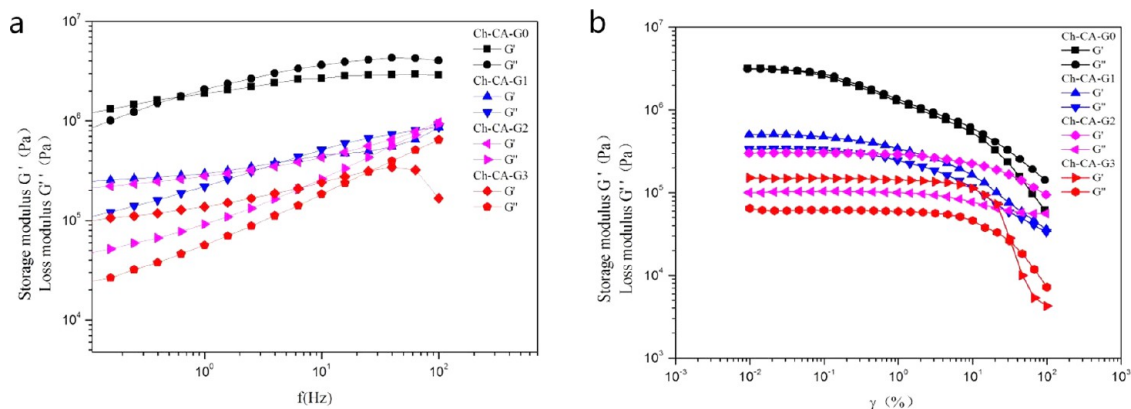 a
Storage modulus G ' (Pa)
Loss modulus G'' (Pa)
10⁷
10⁶
10⁵
10⁴
10⁰
10¹
10²
f(Hz)
Ch-CA-G0
G'
G''
Ch-CA-G1
G'
G''
Ch-CA-G2
G'
G''
Ch-CA-G3
G'
G''
b
Storage modulus G ' (Pa)
Loss modulus G'' (Pa)
10⁷
10⁶
10⁵
10⁴
10³
10⁻³
10⁻²
10⁻¹
10⁰
10¹
10²
10³
γ (%)
Ch-CA-G0
G'
G''
Ch-CA-G1
G'
G''
Ch-CA-G2
G'
G''
Ch-CA-G3
G'
G''